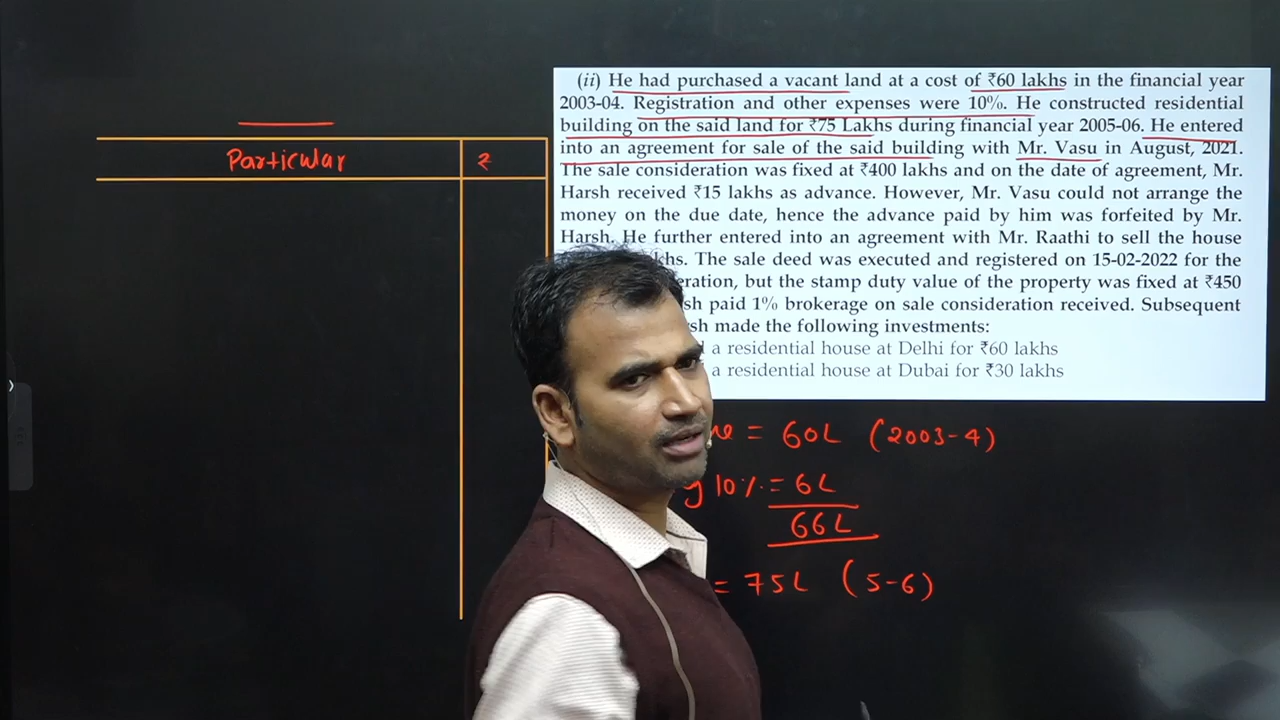 Particular ₹
(ii) He had purchased a vacant land at a cost of ₹60 lakhs in the financial year
2003-04. Registration and other expenses were 10%. He constructed residential
building on the said land for ₹75 Lakhs during financial year 2005-06. He entered
into an agreement for sale of the said building with Mr. Vasu in August, 2021.
The sale consideration was fixed at ₹400 lakhs and on the date of agreement, Mr.
Harsh received ₹15 lakhs as advance. However, Mr. Vasu could not arrange the
money on the due date, hence the advance paid by him was forfeited by Mr.
Harsh. He further entered into an agreement with Mr. Raathi to sell the house
The sale deed was executed and registered on 15-02-2022 for the
but the stamp duty value of the property was fixed at ₹450
paid 1% brokerage on sale consideration received. Subsequent
made the following investments:
a residential house at Delhi for ₹60 lakhs
a residential house at Dubai for ₹30 lakhs
= 60L (2003-4)
10% = 6L
66L
= 75L (5-6)